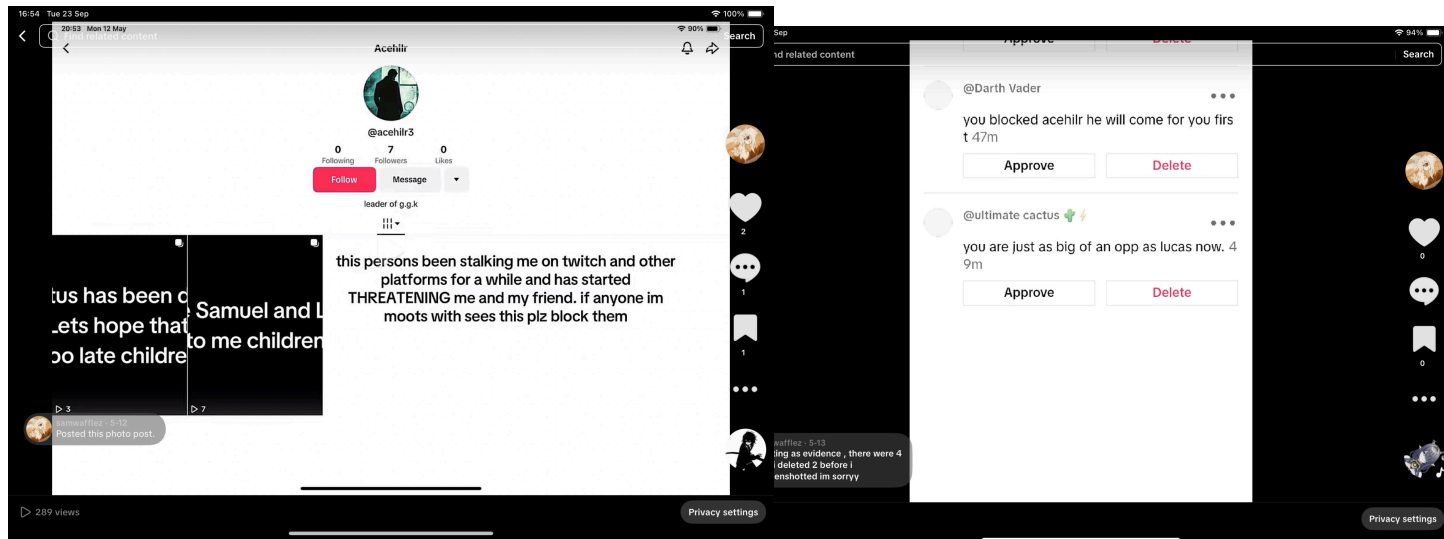 16:54 Tue 23 Sep
100%
20:53 Mon 12 May
90%
Find related content
Search
Acehilr
@acehilr3
0
7
0
Following
Followers
Likes
Follow
Message
leader of g.g.k
tus has been
Lets hope that
oo late childre
3
Samuel and L
to me children
7
this persons been stalking me on twitch and other
platforms for a while and has started
THREATENING me and my friend. if anyone im
moots with sees this plz block them
2
1
1
samwafflez · 5-12
Posted this photo post.
289 views
Privacy settings
Sep
94%
nd related content
Search
Approve
Delete
@Darth Vader
you blocked acehilr he will come for you firs
t 47m
Approve
Delete
@ultimate cactus 🌵⚡
you are just as big of an opp as lucas now. 4
9m
Approve
Delete
0
0
wafflez · 5-13
ting as evidence , there were 4
i deleted 2 before i
enshotted im sorryy
Privacy settings